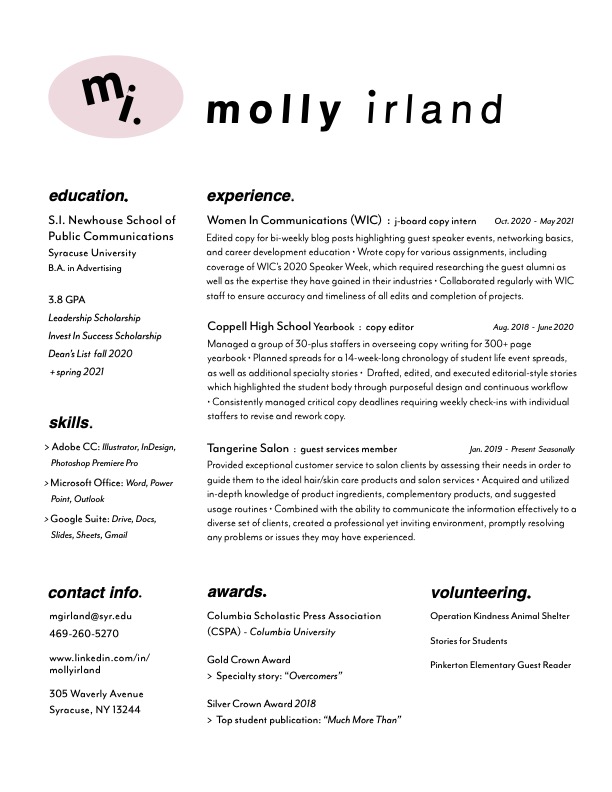 m
i.
molly irland
education.
S.I. Newhouse School of
Public Communications
Syracuse University
B.A. in Advertising
3.8 GPA
Leadership Scholarship
Invest In Success Scholarship
Dean's List fall 2020
+ spring 2021
skills.
> Adobe CC: Illustrator, InDesign,
Photoshop Premiere Pro
> Microsoft Office: Word, Power
Point, Outlook
> Google Suite: Drive, Docs,
Slides, Sheets, Gmail
experience.
Women In Communications (WIC) : j-board copy intern Oct. 2020 - May 2021
Edited copy for bi-weekly blog posts highlighting guest speaker events, networking basics,
and career development education • Wrote copy for various assignments, including
coverage of WIC's 2020 Speaker Week, which required researching the guest alumni as
well as the expertise they have gained in their industries • Collaborated regularly with WIC
staff to ensure accuracy and timeliness of all edits and completion of projects.
Coppell High School Yearbook : copy editor Aug. 2018 - June 2020
Managed a group of 30-plus staffers in overseeing copy writing for 300+ page
yearbook • Planned spreads for a 14-week-long chronology of student life event spreads,
as well as additional specialty stories • Drafted, edited, and executed editorial-style stories
which highlighted the student body through purposeful design and continuous workflow
• Consistently managed critical copy deadlines requiring weekly check-ins with individual
staffers to revise and rework copy.
Tangerine Salon : guest services member Jan. 2019 - Present Seasonally
Provided exceptional customer service to salon clients by assessing their needs in order to
guide them to the ideal hair/skin care products and salon services • Acquired and utilized
in-depth knowledge of product ingredients, complementary products, and suggested
usage routines • Combined with the ability to communicate the information effectively to a
diverse set of clients, created a professional yet inviting environment, promptly resolving
any problems or issues they may have experienced.
contact info.
mgirland@syr.edu
469-260-5270
www.linkedin.com/in/
mollyirland
305 Waverly Avenue
Syracuse, NY 13244
awards.
Columbia Scholastic Press Association
(CSPA) - Columbia University
Gold Crown Award
> Specialty story: "Overcomers"
Silver Crown Award 2018
> Top student publication: "Much More Than"
volunteering.
Operation Kindness Animal Shelter
Stories for Students
Pinkerton Elementary Guest Reader